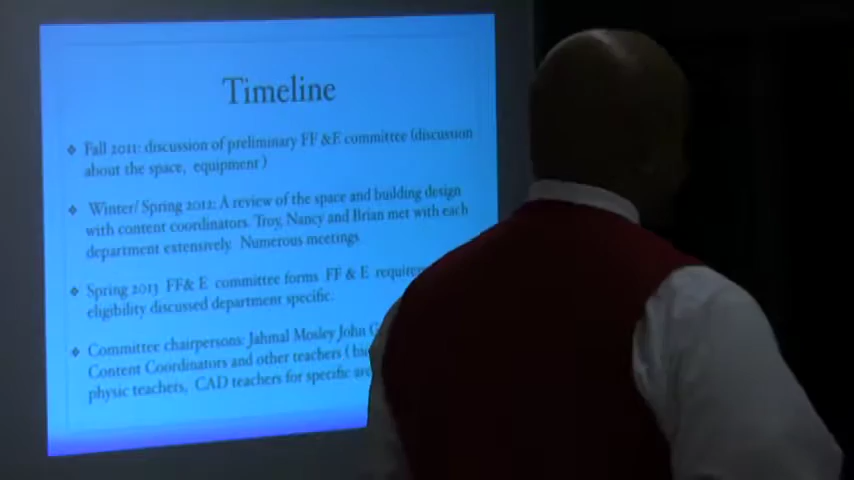 Timeline
❖ Fall 2011: discussion of preliminary FF &E committee (discussion
about the space, equipment )
❖ Winter/ Spring 2012: A review of the space and building design
with content coordinators. Troy, Nancy and Brian met with each
department extensively. Numerous meetings
❖ Spring 2013 FF& E committee forms FF & E
eligibility discussed department specific.
❖ Committee chairpersons: Jahmal Mosley John
Content Coordinators and other teachers (
physic teachers, CAD teachers for specific